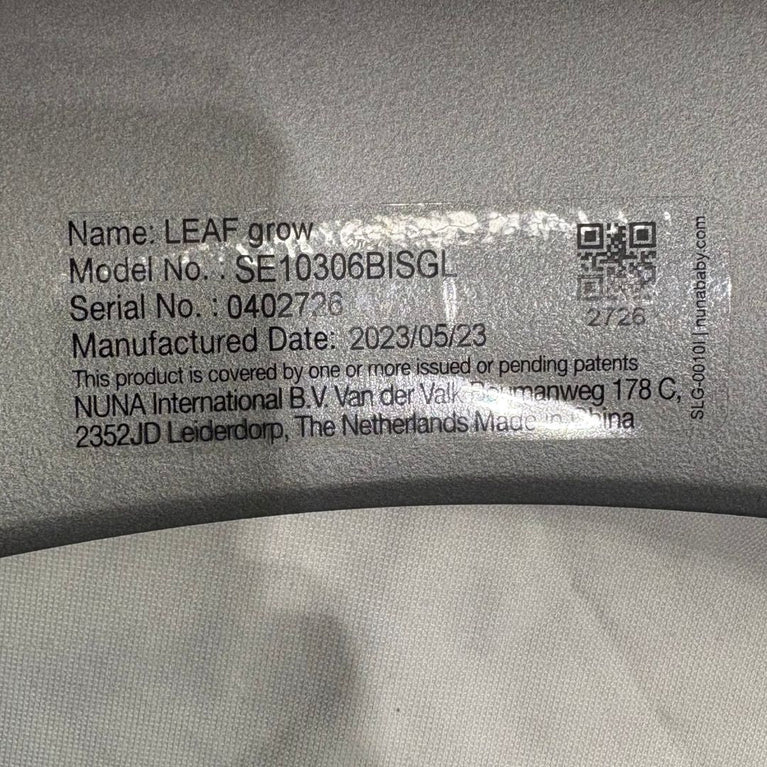 Name: LEAF grow
Model No. : SE10306BISGL
Serial No. : 0402726
Manufactured Date: 2023/05/23
This product is covered by one or more issued or pending patents
NUNA International B.V. Van der Valk Boumanweg 178 C,
2352JD Leiderdorp, The Netherlands Made in China
2726
SLG-0010I | nunababy.com